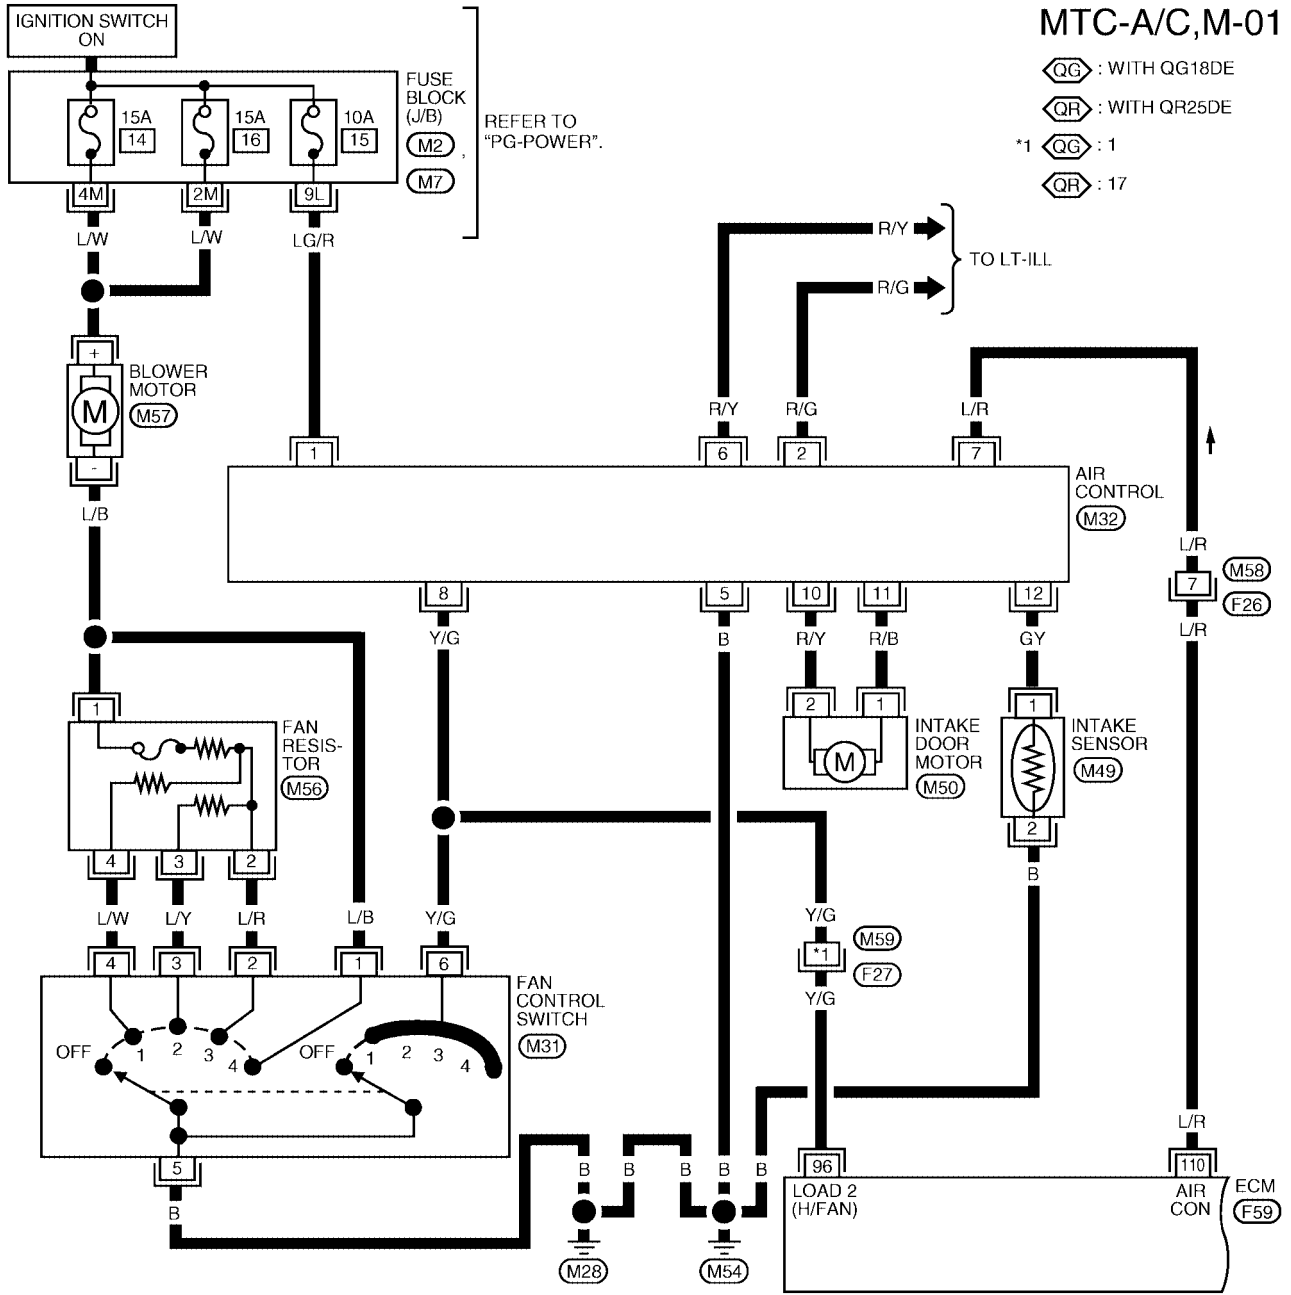 IGNITION SWITCH
ON
MTC-A/C,M-01
QG : WITH QG18DE
QR : WITH QR25DE
*1 QG : 1
QR : 17
15A
14
15A
16
10A
15
FUSE
BLOCK
(J/B)
M2 ,
M7
REFER TO
"PG-POWER".
4M
2M
9L
L/W
L/W
LG/R
R/Y
R/G
TO LT-ILL
+
M
-
BLOWER
MOTOR
M57
R/Y
R/G
L/R
1
6
2
7
AIR
CONTROL
M32
L/B
L/R
7
M58
F26
L/R
8
5
10
11
12
Y/G
B
R/Y
R/B
GY
1
FAN
RESIS-
TOR
M56
2
1
M
INTAKE
DOOR
MOTOR
M50
1
INTAKE
SENSOR
M49
2
B
4
3
2
L/W
L/Y
L/R
L/B
Y/G
Y/G
*1
M59
F27
Y/G
4
3
2
1
6
FAN
CONTROL
SWITCH
M31
OFF
1
2
3
4
OFF
1
2
3
4
5
B
B
B
B
B
B
L/R
M28
M54
96
LOAD 2
(H/FAN)
110
AIR
CON
ECM
F59